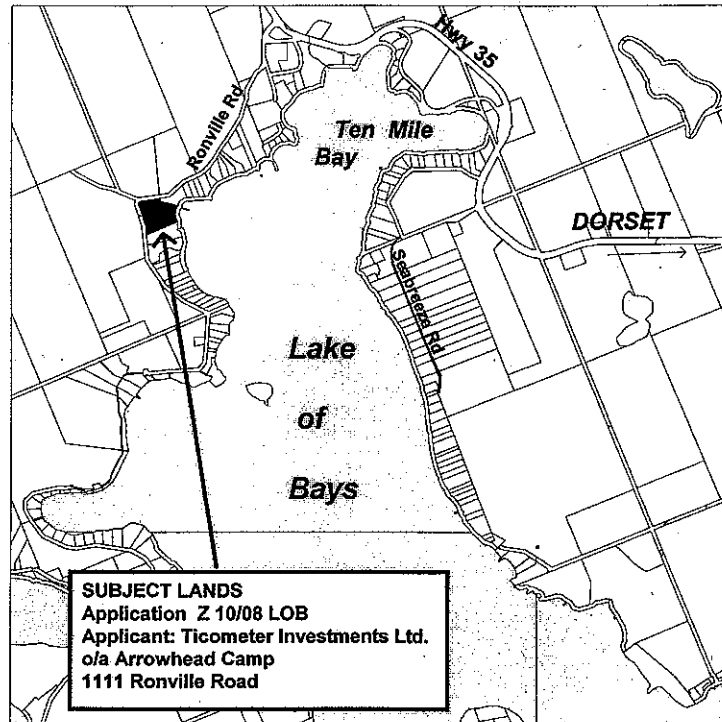 Hwy 35
Ronville Rd
Ten Mile
Bay
DORSET
Seabreeze Rd
Lake
of
Bays
SUBJECT LANDS
Application Z 10/08 LOB
Applicant: Ticometer Investments Ltd.
o/a Arrowhead Camp
1111 Ronville Road